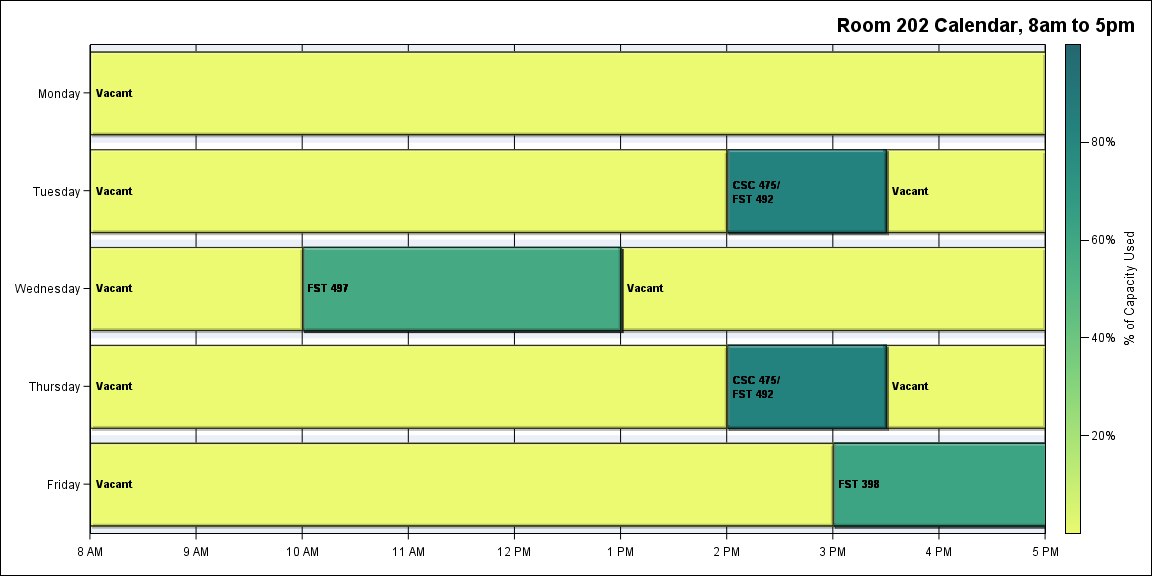 Room 202 Calendar, 8am to 5pm
Monday
Vacant
Tuesday
Vacant
CSC 475/
FST 492
Vacant
Wednesday
Vacant
FST 497
Vacant
Thursday
Vacant
CSC 475/
FST 492
Vacant
Friday
Vacant
FST 398
8 AM
9 AM
10 AM
11 AM
12 PM
1 PM
2 PM
3 PM
4 PM
5 PM
80%
60%
40%
20%
% of Capacity Used